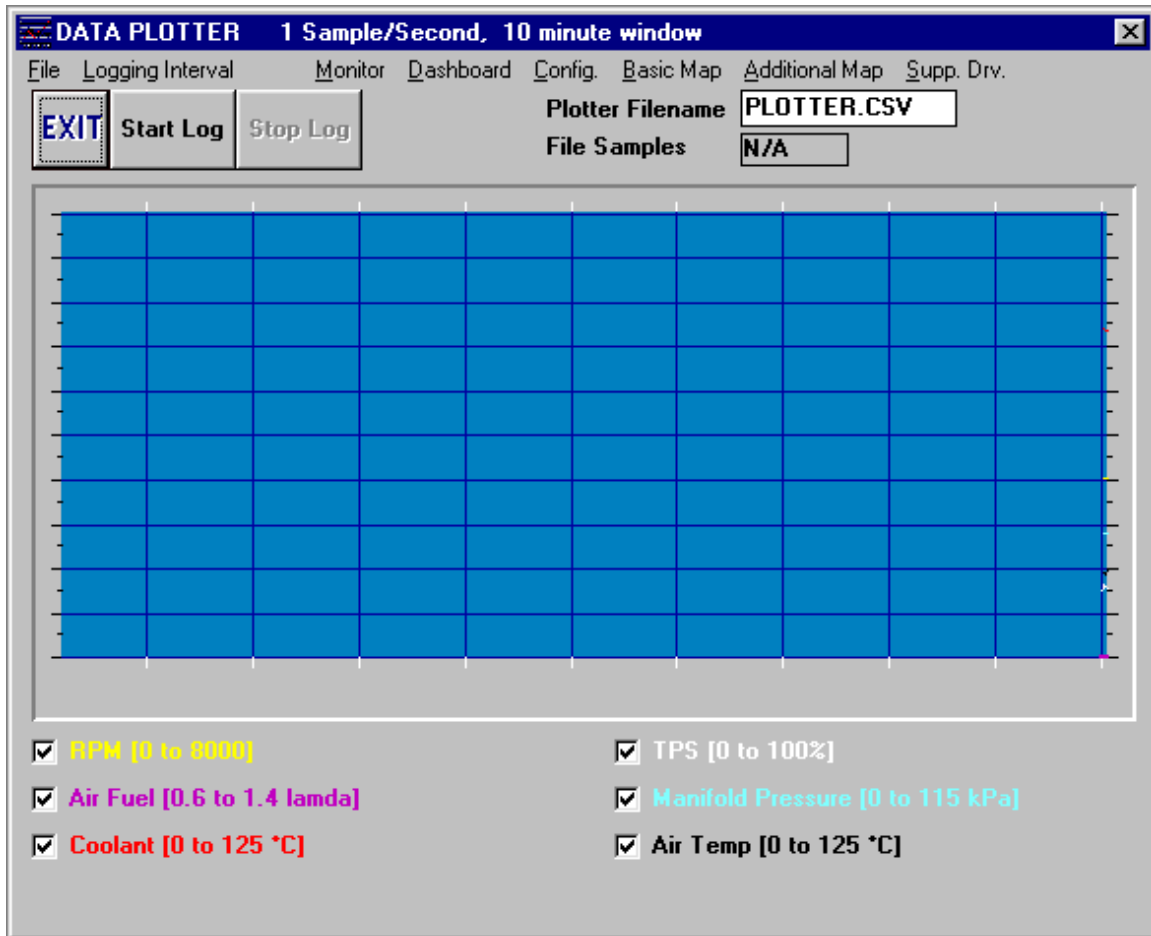 DATA PLOTTER 1 Sample/Second, 10 minute window
File Logging Interval Monitor Dashboard Config. Basic Map Additional Map Supp. Drv.
EXIT Start Log Stop Log
Plotter Filename PLOTTER.CSV
File Samples N/A
RPM [0 to 8000]
TPS [0 to 100%]
Air Fuel [0.6 to 1.4 lamda]
Manifold Pressure [0 to 115 kPa]
Coolant [0 to 125 °C]
Air Temp [0 to 125 °C]